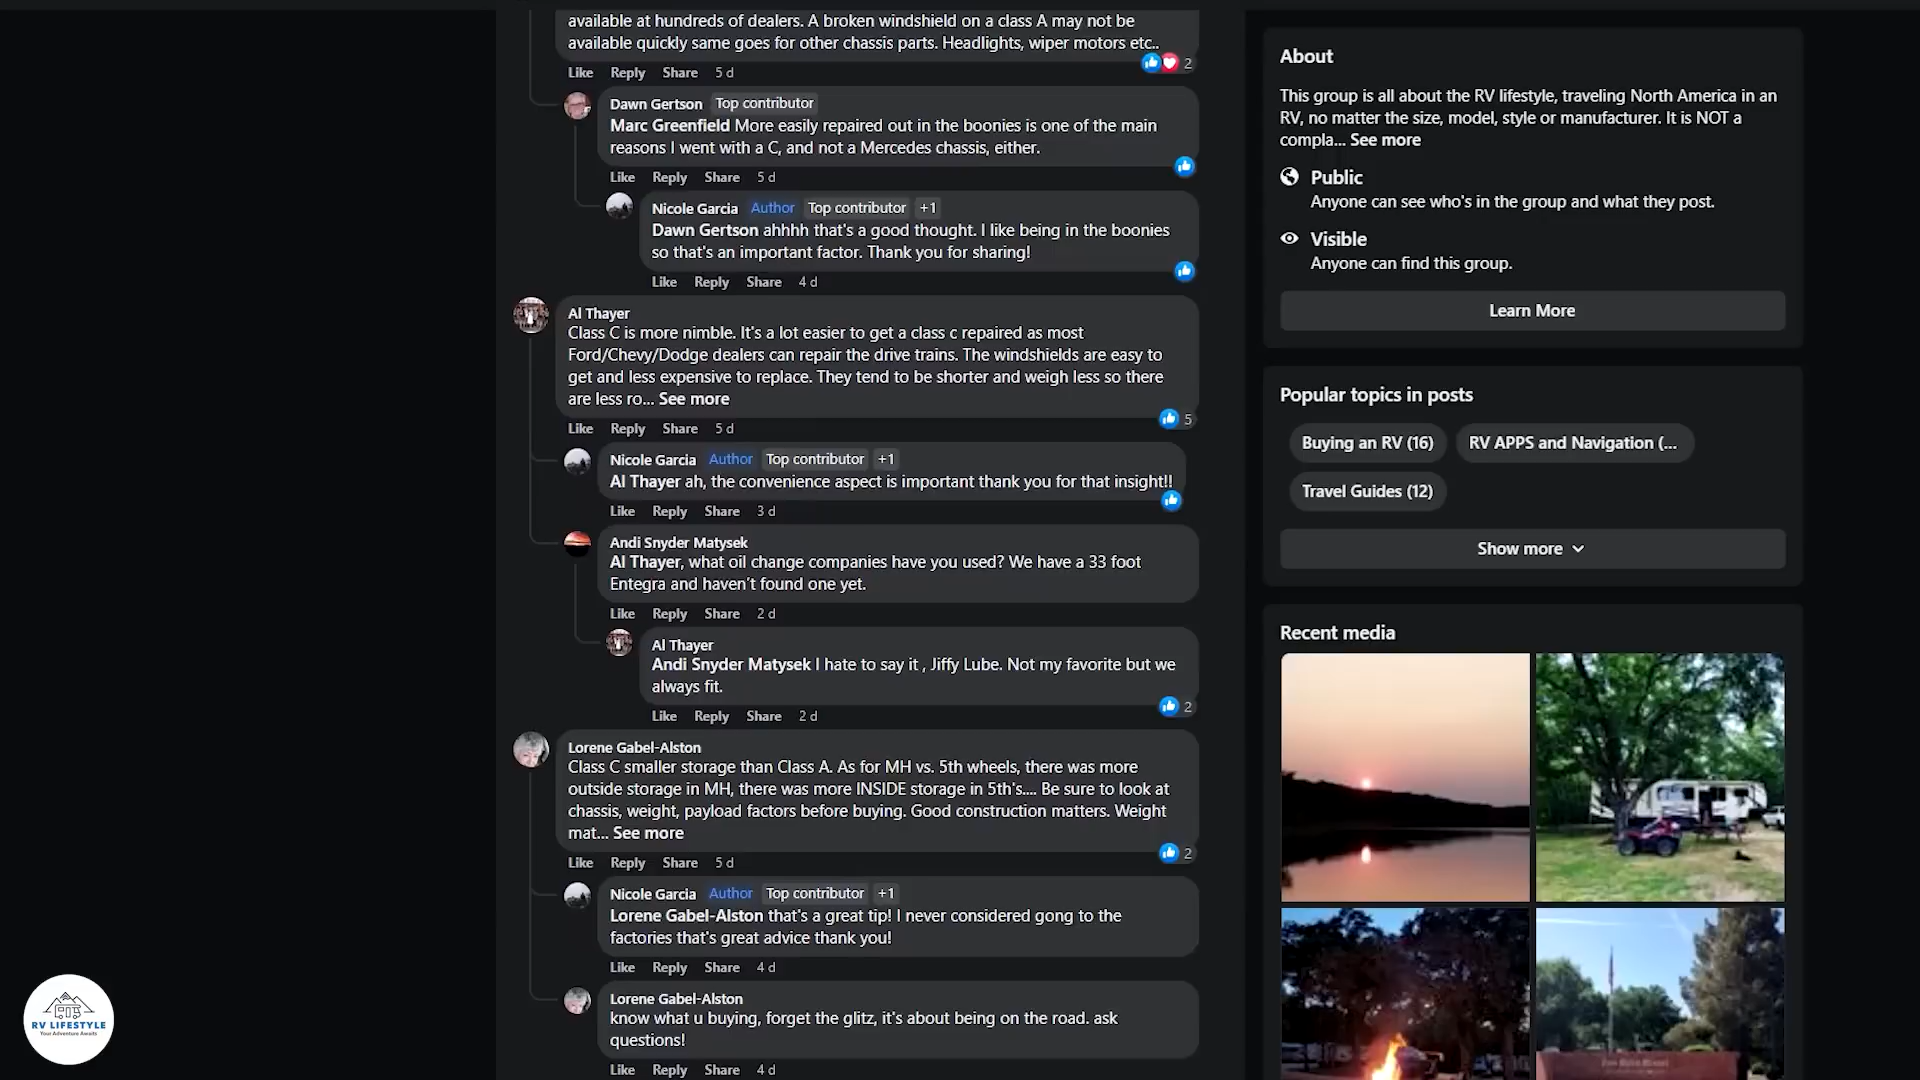 available at hundreds of dealers. A broken windshield on a class A may not be
available quickly same goes for other chassis parts. Headlights, wiper motors etc..
2
Like Reply Share 5 d
Dawn Gertson Top contributor
Marc Greenfield More easily repaired out in the boonies is one of the main
reasons I went with a C, and not a Mercedes chassis, either.
Like Reply Share 5 d
Nicole Garcia Author Top contributor +1
Dawn Gertson ahhhh that's a good thought. I like being in the boonies
so that's an important factor. Thank you for sharing!
Like Reply Share 4 d
Al Thayer
Class C is more nimble. It's a lot easier to get a class c repaired as most
Ford/Chevy/Dodge dealers can repair the drive trains. The windshields are easy to
get and less expensive to replace. They tend to be shorter and weigh less so there
are less ro... See more
5
Like Reply Share 5 d
Nicole Garcia Author Top contributor +1
Al Thayer ah, the convenience aspect is important thank you for that insight!!
Like Reply Share 3 d
Andi Snyder Matysek
Al Thayer, what oil change companies have you used? We have a 33 foot
Entegra and haven't found one yet.
Like Reply Share 2 d
Al Thayer
Andi Snyder Matysek I hate to say it , Jiffy Lube. Not my favorite but we
always fit.
2
Like Reply Share 2 d
Lorene Gabel-Alston
Class C smaller storage than Class A. As for MH vs. 5th wheels, there was more
outside storage in MH, there was more INSIDE storage in 5th's.... Be sure to look at
chassis, weight, payload factors before buying. Good construction matters. Weight
mat... See more
2
Like Reply Share 5 d
Nicole Garcia Author Top contributor +1
Lorene Gabel-Alston that's a great tip! I never considered gong to the
factories that's great advice thank you!
Like Reply Share 4 d
Lorene Gabel-Alston
know what u buying, forget the glitz, it's about being on the road. ask
questions!
Like Reply Share 4 d
About
This group is all about the RV lifestyle, traveling North America in an
RV, no matter the size, model, style or manufacturer. It is NOT a
compla... See more
Public
Anyone can see who's in the group and what they post.
Visible
Anyone can find this group.
Learn More
Popular topics in posts
Buying an RV (16) RV APPS and Navigation (...
Travel Guides (12)
Show more
Recent media
RV LIFESTYLE
Your Adventure Awaits